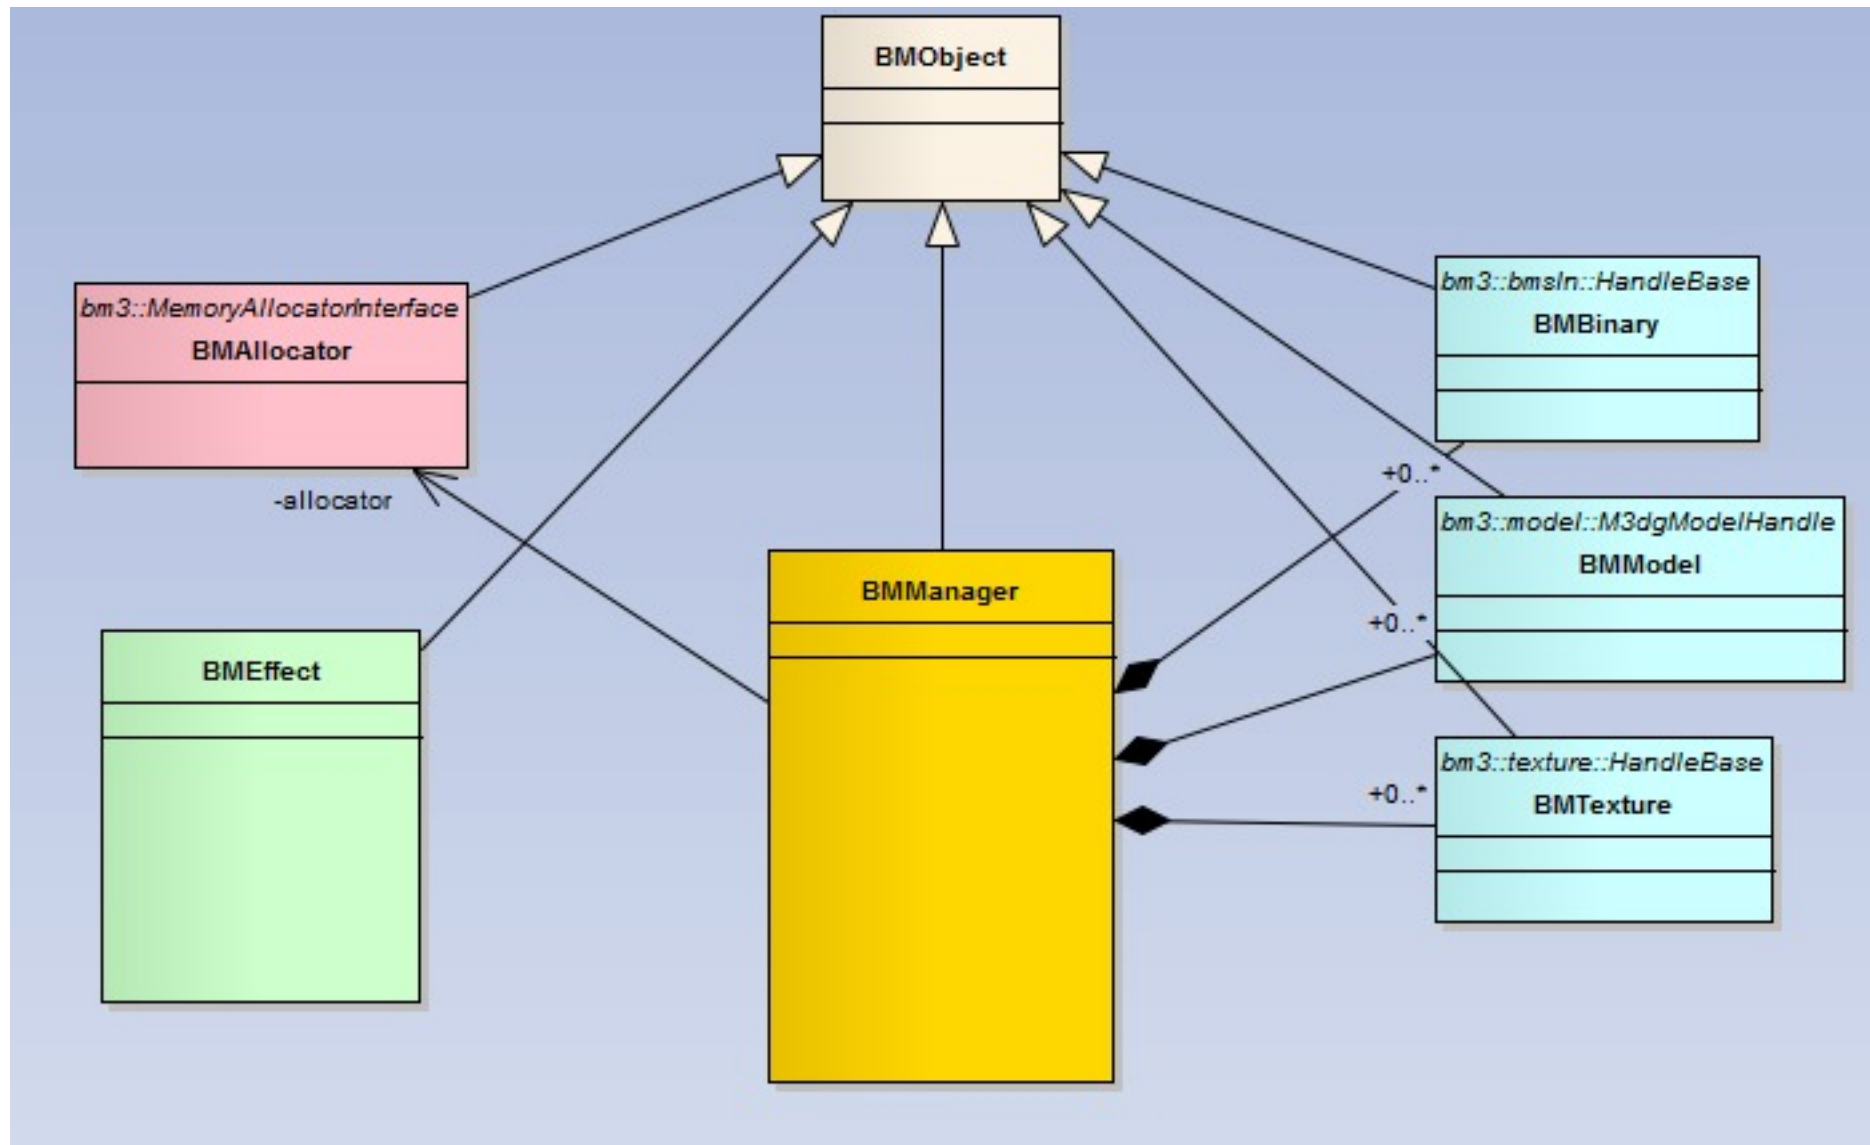 BMObject
bm3::MemoryAllocatorInterface
BMAllocator
-allocator
bm3::bmsln::HandleBase
BMBinary
+0..*
bm3::model::M3dgModelHandle
BMModel
+0..*
BMManager
BMEffect
bm3::texture::HandleBase
BMTexture
+0..*